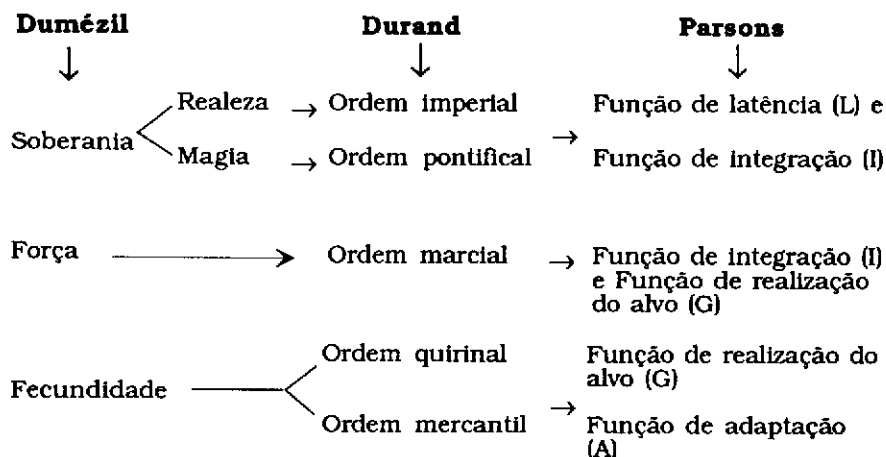 Dumézil Durand Parsons
Realeza → Ordem imperial Função de latência (L) e
Soberania
Magia → Ordem pontifical → Função de integração (I)
Força → Ordem marcial → Função de integração (I)
e Função de realização
do alvo (G)
Ordem quirinal Função de realização do
alvo (G)
Fecundidade
Ordem mercantil → Função de adaptação
(A)